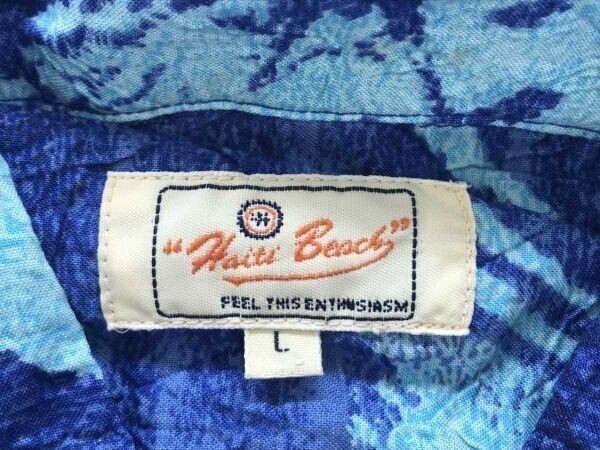 "Haiti Beach"
FEEL THIS ENTHUSIASM
L